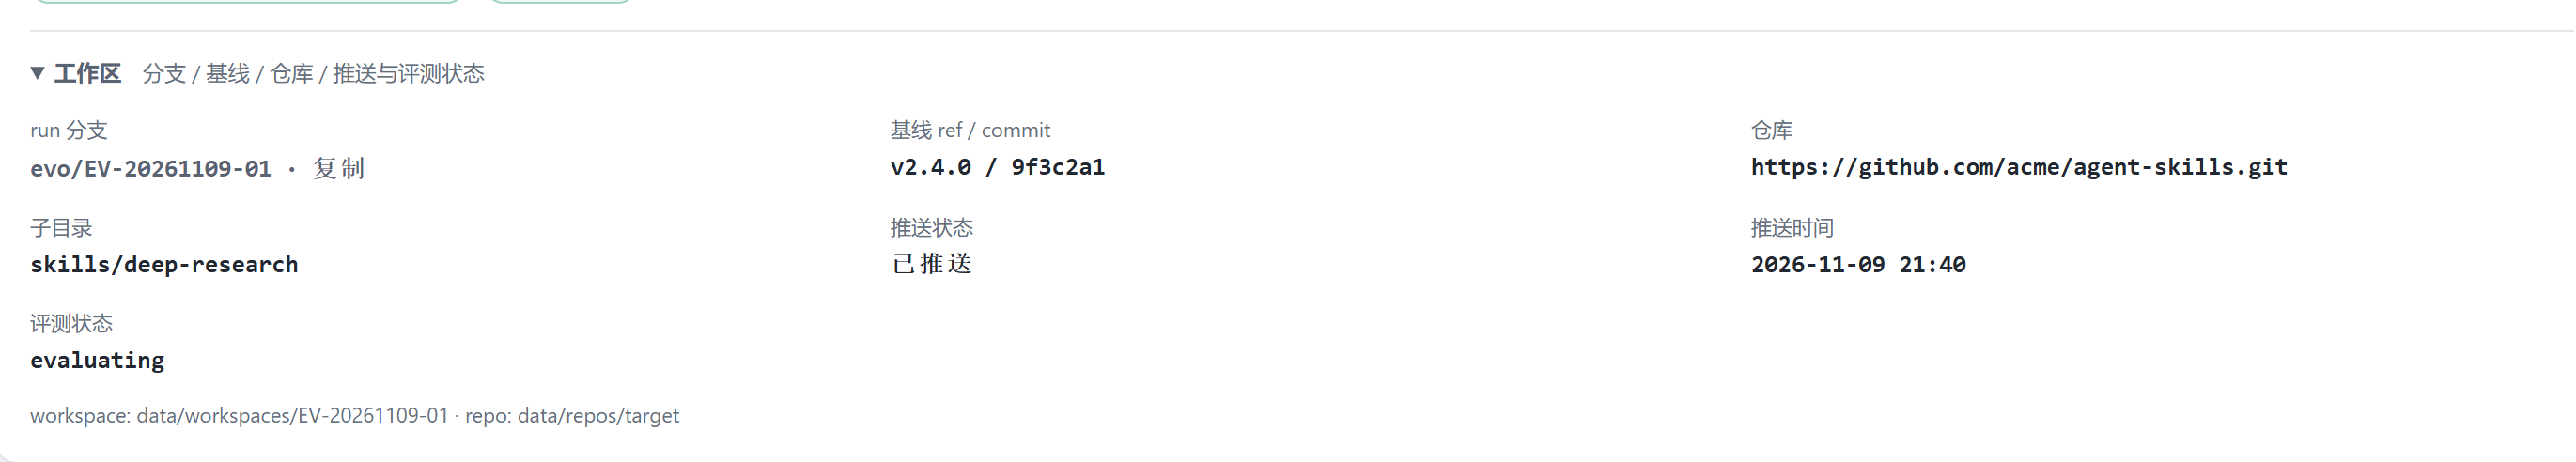 ▼ 工作区 分支 / 基线 / 仓库 / 推送与评测状态
run 分支
evo/EV-20261109-01 · 复制
基线 ref / commit
v2.4.0 / 9f3c2a1
仓库
https://github.com/acme/agent-skills.git
子目录
skills/deep-research
推送状态
已推送
推送时间
2026-11-09 21:40
评测状态
evaluating
workspace: data/workspaces/EV-20261109-01 · repo: data/repos/target